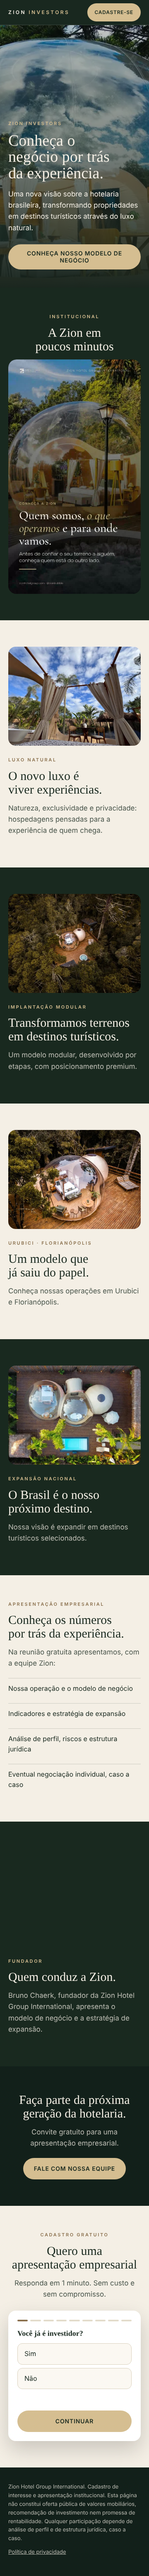 ZION INVESTORS
CADASTRE-SE
ZION INVESTORS
Conheça o
negócio por trás
da experiência.
Uma nova visão sobre a hotelaria
brasileira, transformando propriedades
em destinos turísticos através do luxo
natural.
CONHEÇA NOSSO MODELO DE
NEGÓCIO
INSTITUCIONAL
A Zion em
poucos minutos
Quem somos, o que
operamos e para onde
vamos.
Antes de confiar o seu terreno a alguém,
conheça quem está do outro lado.
LUXO NATURAL
O novo luxo é
viver experiências.
Natureza, exclusividade e privacidade:
hospedagens pensadas para a
experiência de quem chega.
IMPLANTAÇÃO MODULAR
Transformamos terrenos
em destinos turísticos.
Um modelo modular, desenvolvido por
etapas, com posicionamento premium.
URUBICI · FLORIANÓPOLIS
Um modelo que
já saiu do papel.
Conheça nossas operações em Urubici
e Florianópolis.
EXPANSÃO NACIONAL
O Brasil é o nosso
próximo destino.
Nossa visão é expandir em destinos
turísticos selecionados.
APRESENTAÇÃO EMPRESARIAL
Conheça os números
por trás da experiência.
Na reunião gratuita apresentamos, com
a equipe Zion:
Nossa operação e o modelo de negócio
Indicadores e estratégia de expansão
Análise de perfil, riscos e estrutura
jurídica
Eventual negociação individual, caso a
caso
FUNDADOR
Quem conduz a Zion.
Bruno Chaerk, fundador da Zion Hotel
Group International, apresenta o
modelo de negócio e a estratégia de
expansão.
Faça parte da próxima
geração da hotelaria.
Convite gratuito para uma
apresentação empresarial.
FALE COM NOSSA EQUIPE
CADASTRO GRATUITO
Quero uma
apresentação empresarial
Responda em 1 minuto. Sem custo e
sem compromisso.
Você já é investidor?
Sim
Não
CONTINUAR
Zion Hotel Group International. Cadastro de
interesse e apresentação institucional. Esta página
não constitui oferta pública de valores mobiliários,
recomendação de investimento nem promessa de
rentabilidade. Qualquer participação depende de
análise de perfil e de estrutura jurídica, caso a
caso.
Política de privacidade